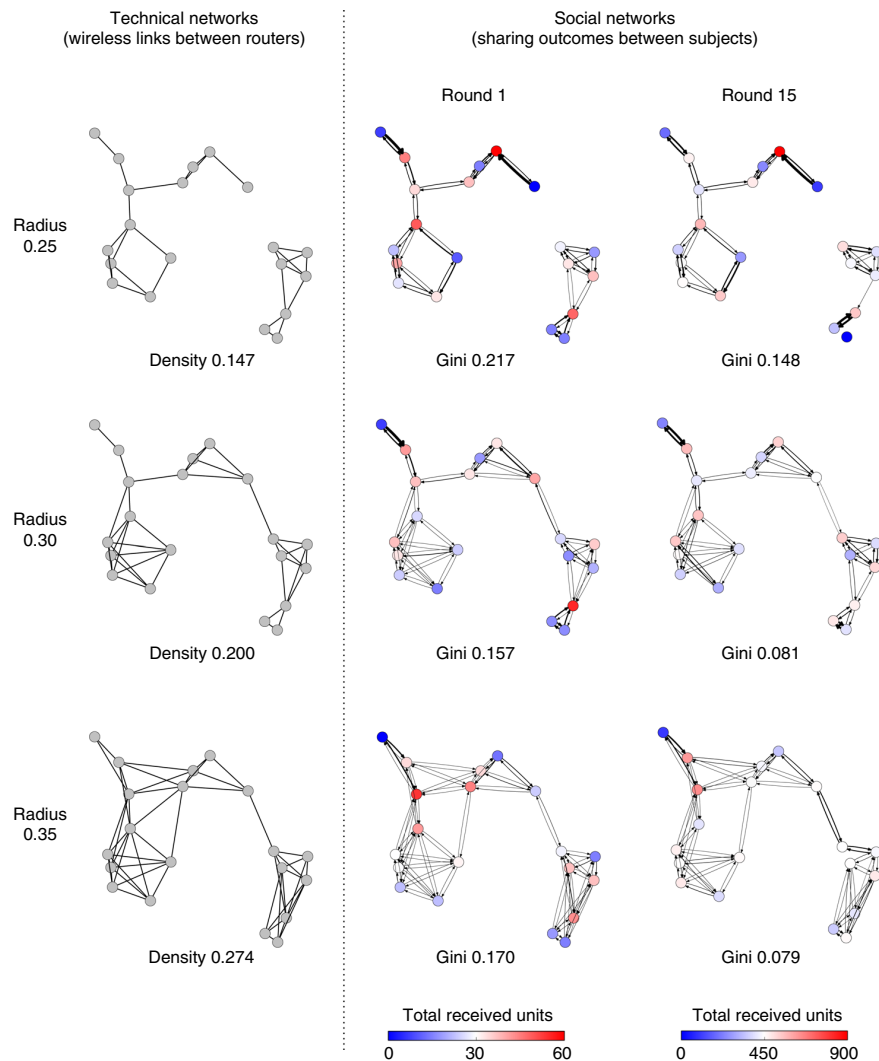 Technical networks
(wireless links between routers)
Social networks
(sharing outcomes between subjects)
Round 1
Round 15
Radius
0.25
Density 0.147
Gini 0.217
Gini 0.148
Radius
0.30
Density 0.200
Gini 0.157
Gini 0.081
Radius
0.35
Density 0.274
Gini 0.170
Gini 0.079
Total received units
0 30 60
Total received units
0 450 900